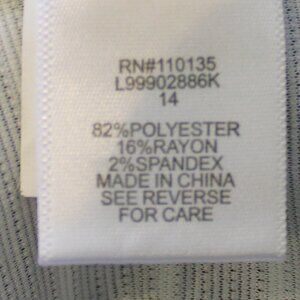 RN#110135
L99902886K
14
82%POLYESTER
16%RAYON
2%SPANDEX
MADE IN CHINA
SEE REVERSE
FOR CARE